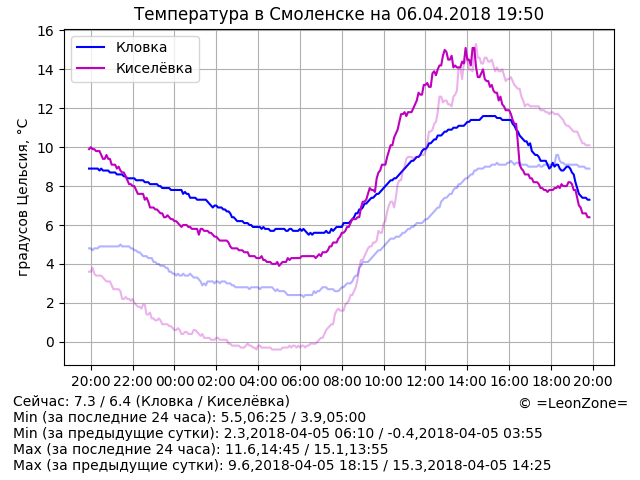 Температура в Смоленске на 06.04.2018 19:50
градусов Цельсия, °C
16
14
12
10
8
6
4
2
0
Кловка
Киселёвка
20:00 22:00 00:00 02:00 04:00 06:00 08:00 10:00 12:00 14:00 16:00 18:00 20:00
Сейчас: 7.3 / 6.4 (Кловка / Киселёвка)
© =LeonZone=
Min (за последние 24 часа): 5.5,06:25 / 3.9,05:00
Min (за предыдущие сутки): 2.3,2018-04-05 06:10 / -0.4,2018-04-05 03:55
Max (за последние 24 часа): 11.6,14:45 / 15.1,13:55
Max (за предыдущие сутки): 9.6,2018-04-05 18:15 / 15.3,2018-04-05 14:25